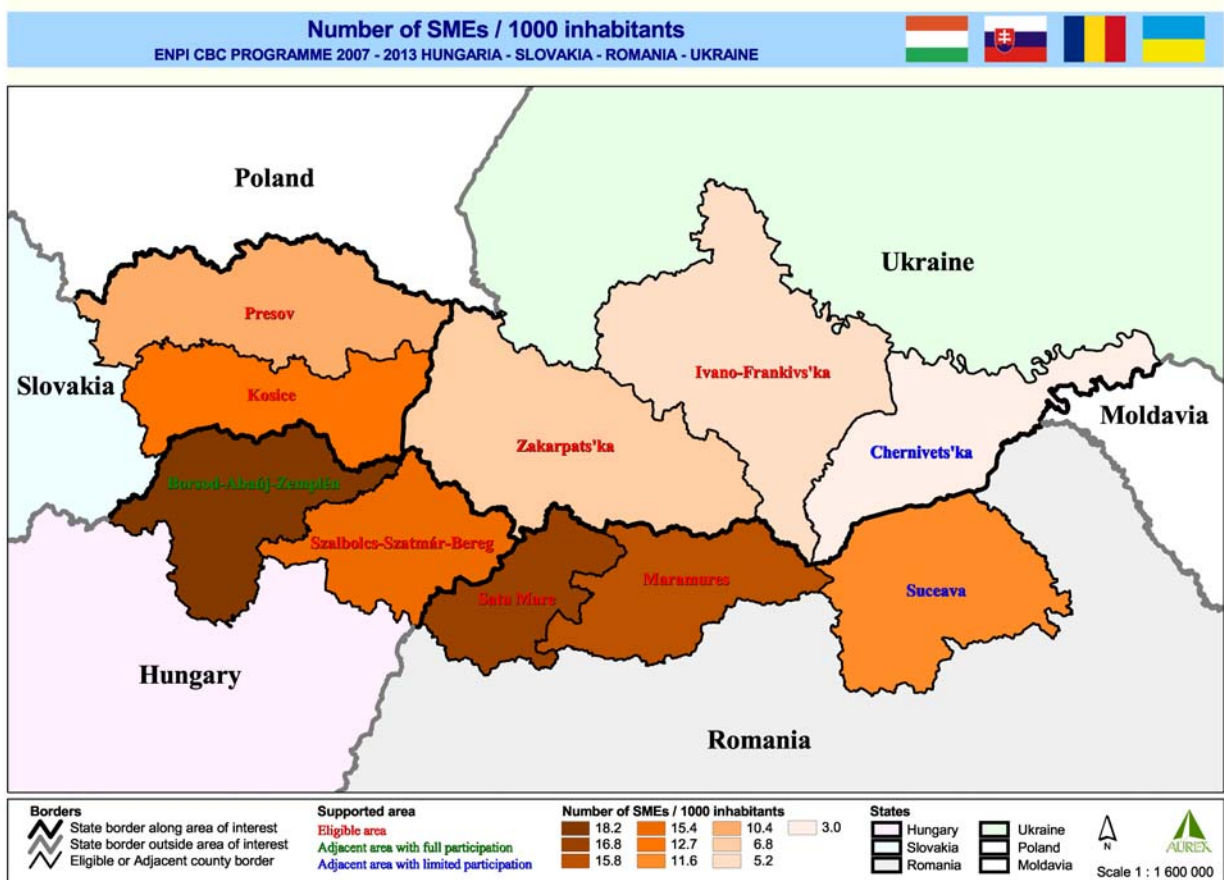 Number of SMEs / 1000 inhabitants
ENPI CBC PROGRAMME 2007 - 2013 HUNGARIA - SLOVAKIA - ROMANIA - UKRAINE
Poland
Ukraine
Presov
Slovakia
Ivano-Frankivs'ka
Kosice
Moldavia
Zakarpats'ka
Chernivets'ka
Borsod-Abaúj-Zemplén
Szalbolcs-Szatmár-Bereg
Maramures
Suceava
Satu Mare
Hungary
Romania
Borders
State border along area of interest
State border outside area of interest
Eligible or Adjacent county border
Supported area
Eligible area
Adjacent area with full participation
Adjacent area with limited participation
Number of SMEs / 1000 inhabitants
18.2 15.4 10.4 3.0
16.8 12.7 6.8
15.8 11.6 5.2
States
Hungary Ukraine
Slovakia Poland
Romania Moldavia
N
AUREX
Scale 1 : 1 600 000